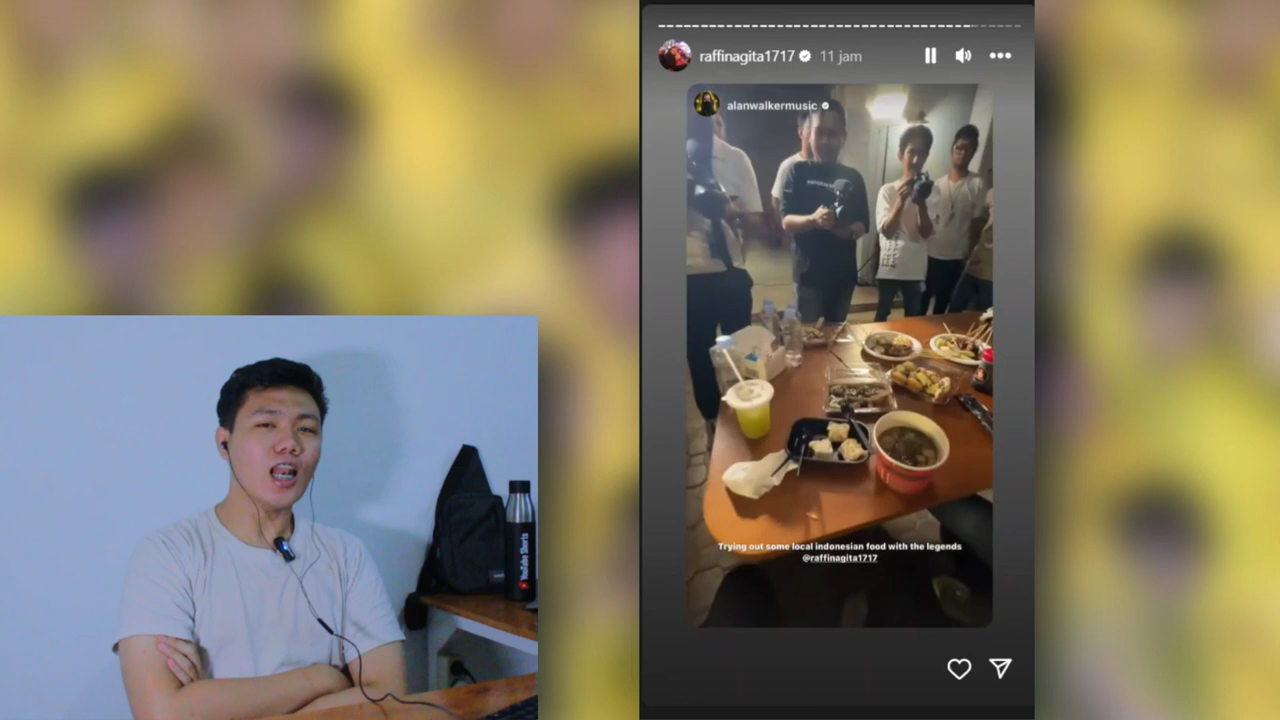 raffinagita1717 11 jam
alanwalkermusic
Trying out some local indonesian food with the legends
@raffinagita1717
YouTube Shorts